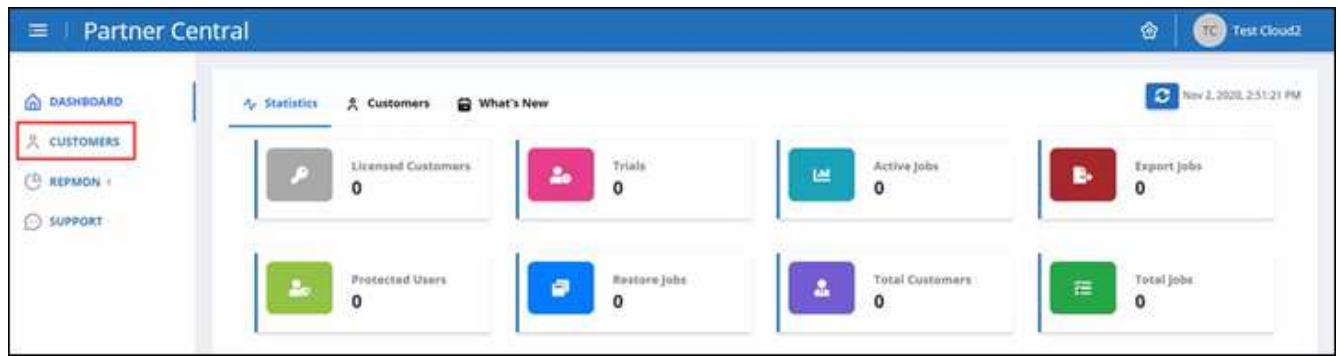 Partner Central
TC Test Cloud2
DASHBOARD
CUSTOMERS
REPMON
SUPPORT
Statistics Customers What's New
Nov 2, 2020, 2:51:21 PM
Licensed Customers
0
Trials
0
Active Jobs
0
Export Jobs
0
Protected Users
0
Restore Jobs
0
Total Customers
0
Total Jobs
0